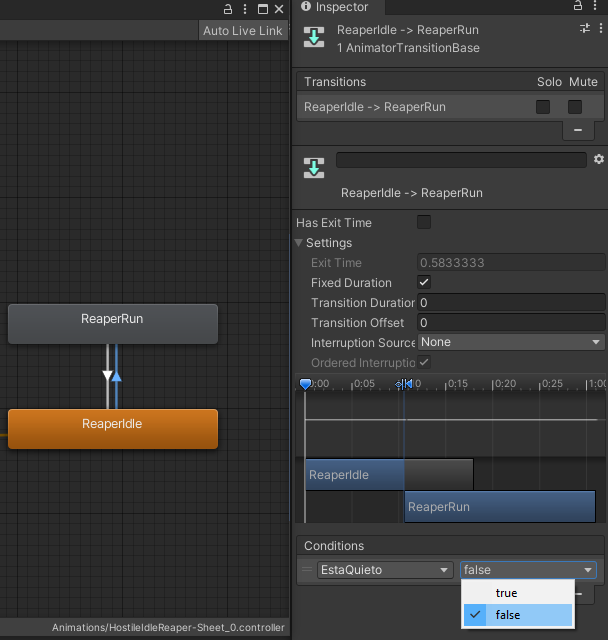 Inspector
Auto Live Link
ReaperIdle -> ReaperRun
1 AnimatorTransitionBase
Transitions
Solo
Mute
ReaperIdle -> ReaperRun
ReaperIdle -> ReaperRun
Has Exit Time
Settings
Exit Time
0.5833333
Fixed Duration
Transition Duration
0
Transition Offset
0
Interruption Source
None
Ordered Interruptio
0:00
0:05
0:10
0:15
0:20
0:25
1:00
ReaperIdle
ReaperRun
Conditions
EstaQuieto
false
true
false
ReaperRun
ReaperIdle
Animations/HostileIdleReaper-Sheet_0.controller